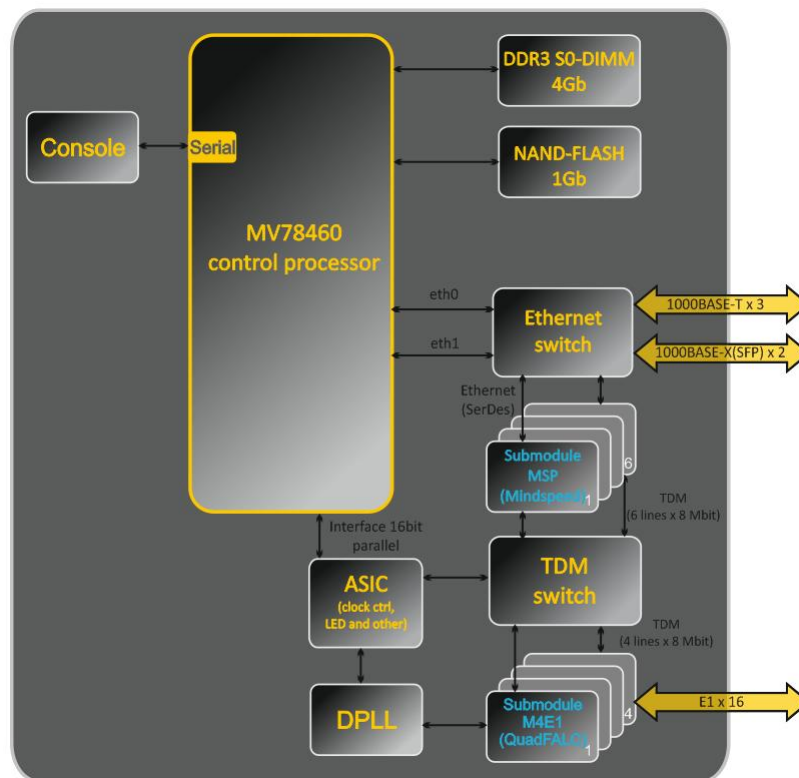 DDR3 S0-DIMM
4Gb
Console
Serial
NAND-FLASH
1Gb
MV78460
control processor
eth0
1000BASE-T x 3
Ethernet
switch
eth1
1000BASE-X(SFP) x 2
Ethernet
(SerDes)
Submodule
MSP
(Mindspeed)
1
6
TDM
(6 lines x 8 Mbit)
Interface 16bit
parallel
ASIC
(clock ctrl,
LED and other)
TDM
switch
TDM
(4 lines x 8 Mbit)
DPLL
Submodule
M4E1
(QuadFALC)
1
4
E1 x 16